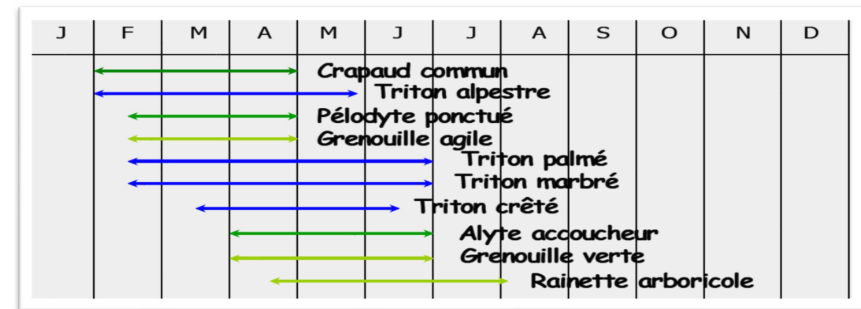 J F M A M J J A S O N D
Crapaud commun
Triton alpestre
Pélodyte ponctué
Grenouille agile
Triton palmé
Triton marbré
Triton crêté
Alyte accoucheur
Grenouille verte
Rainette arboricole